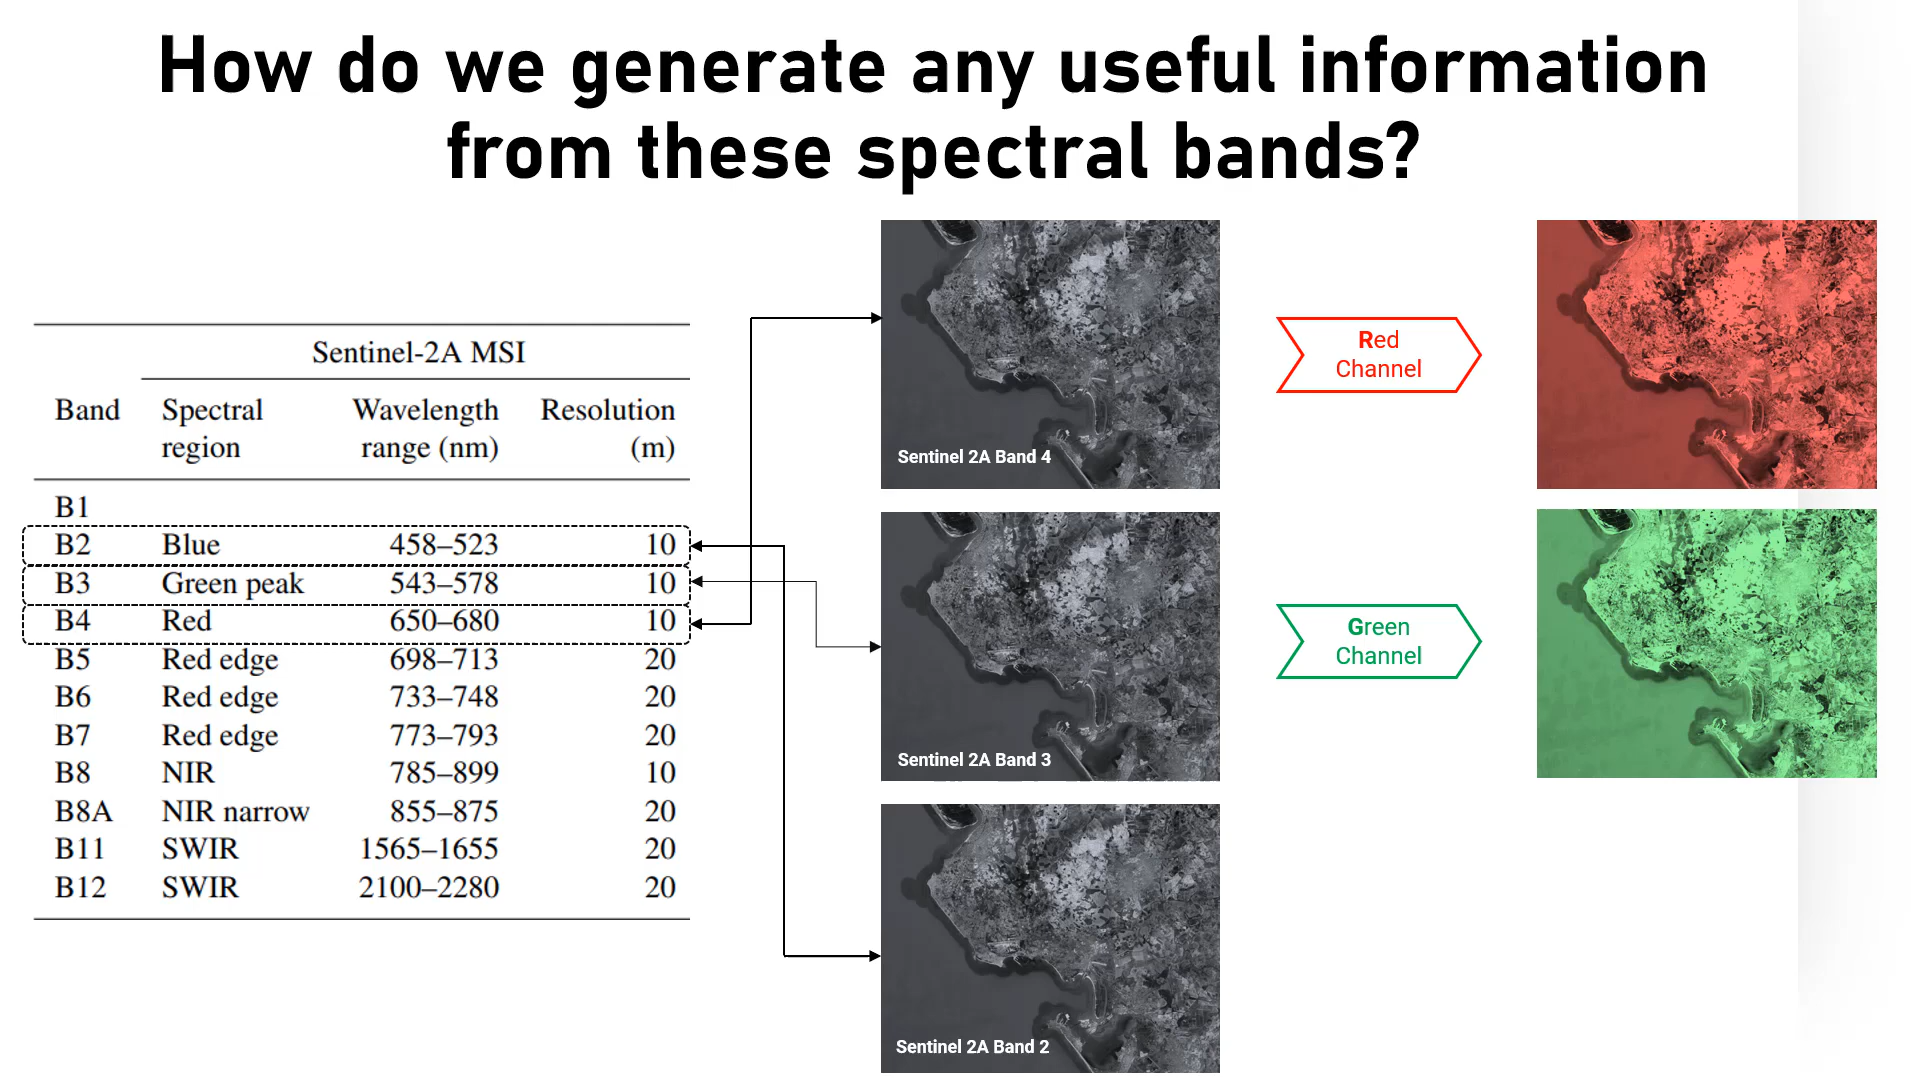 How do we generate any useful information
from these spectral bands?
Sentinel-2A MSI
Band Spectral region Wavelength range (nm) Resolution (m)
B1
B2 Blue 458–523 10
B3 Green peak 543–578 10
B4 Red 650–680 10
B5 Red edge 698–713 20
B6 Red edge 733–748 20
B7 Red edge 773–793 20
B8 NIR 785–899 10
B8A NIR narrow 855–875 20
B11 SWIR 1565–1655 20
B12 SWIR 2100–2280 20
Sentinel 2A Band 4
Red
Channel
Sentinel 2A Band 3
Green
Channel
Sentinel 2A Band 2